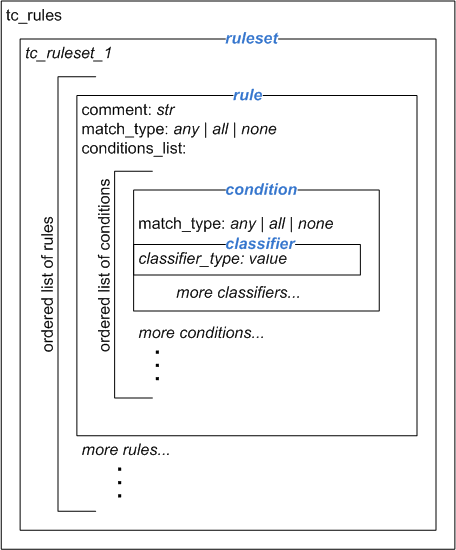 tc_rules
ruleset
tc_ruleset_1
rule
comment: str
match_type: any | all | none
conditions_list:
condition
match_type: any | all | none
classifier
classifier_type: value
more classifiers...
more conditions...
more rules...
ordered list of rules
ordered list of conditions